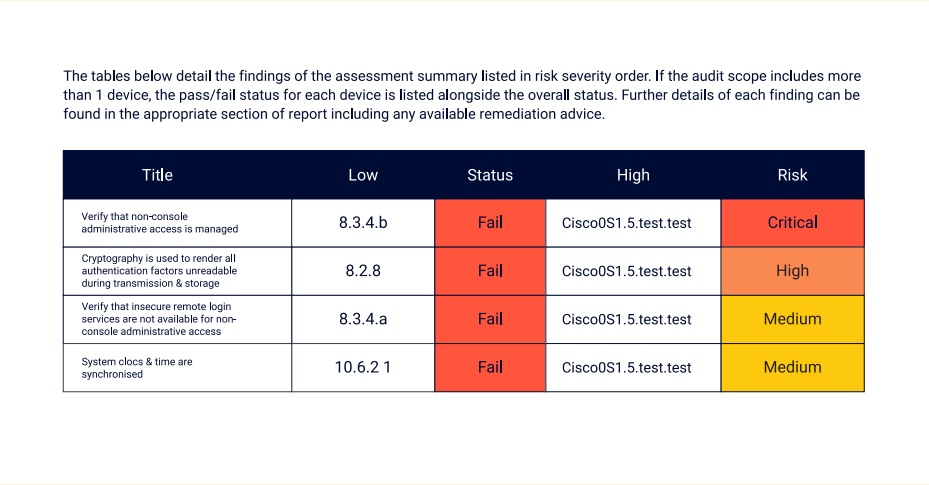 The tables below detail the findings of the assessment summary listed in risk severity order. If the audit scope includes more
than 1 device, the pass/fail status for each device is listed alongside the overall status. Further details of each finding can be
found in the appropriate section of report including any available remediation advice.
Title Low Status High Risk
Verify that non-console
administrative access is managed
8.3.4.b Fail Cisco0S1.5.test.test Critical
Cryptography is used to render all
authentication factors unreadable
during transmission & storage
8.2.8 Fail Cisco0S1.5.test.test High
Verify that insecure remote login
services are not available for non-
console administrative access
8.3.4.a Fail Cisco0S1.5.test.test Medium
System clocs & time are
synchronised
10.6.2 1 Fail Cisco0S1.5.test.test Medium